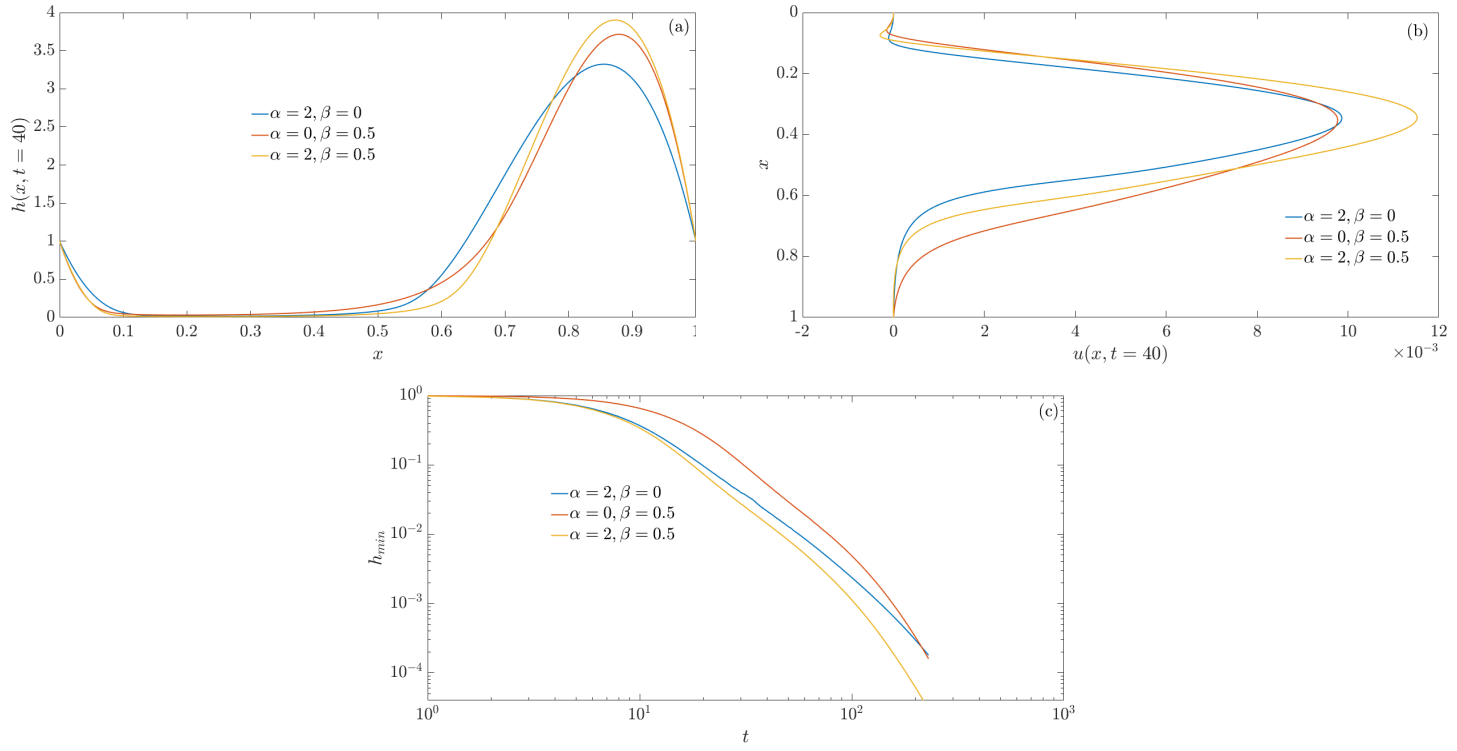 (a)
h(x, t = 40)
4
3.5
3
2.5
2
1.5
1
0.5
0
α = 2, β = 0
α = 0, β = 0.5
α = 2, β = 0.5
0 0.1 0.2 0.3 0.4 0.5 0.6 0.7 0.8 0.9 1
x
(b)
x
0
0.2
0.4
0.6
0.8
1
α = 2, β = 0
α = 0, β = 0.5
α = 2, β = 0.5
-2 0 2 4 6 8 10 12
×10⁻³
u(x, t = 40)
(c)
h_{min}
10⁰
10⁻¹
10⁻²
10⁻³
10⁻⁴
α = 2, β = 0
α = 0, β = 0.5
α = 2, β = 0.5
10⁰ 10¹ 10² 10³
t